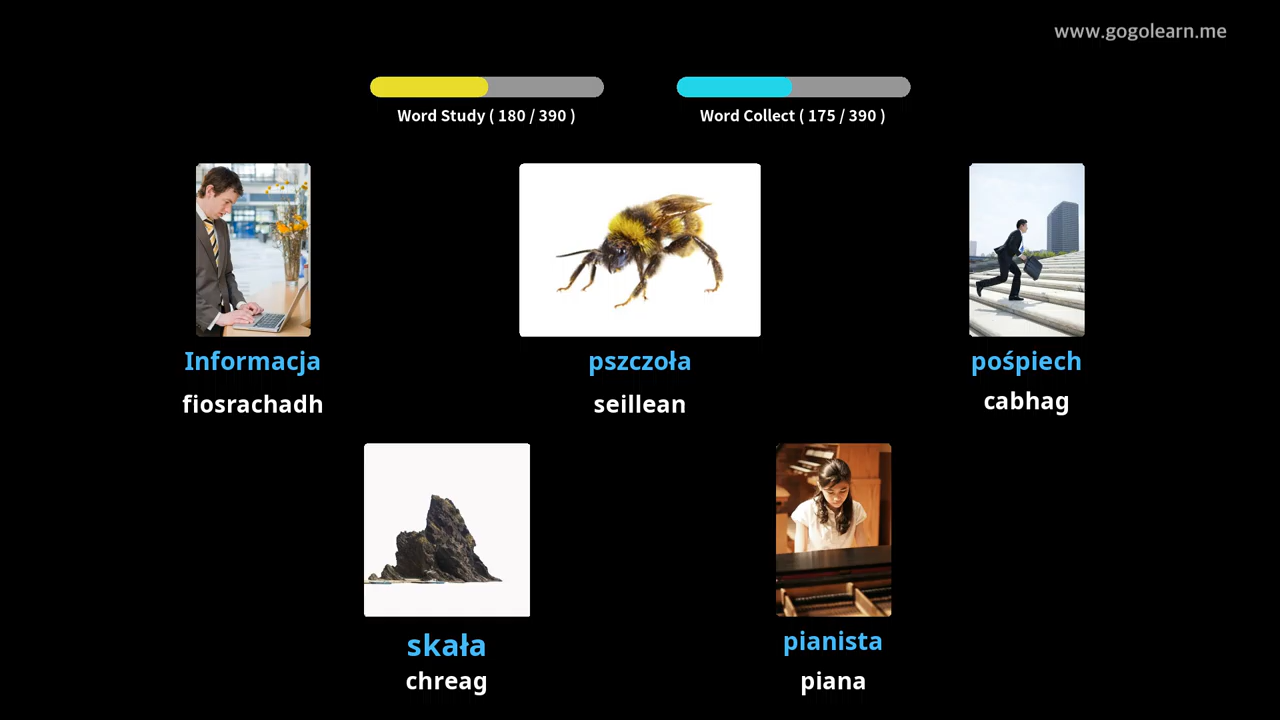 www.gogolearn.me
Word Study ( 180 / 390 )
Word Collect ( 175 / 390 )
Informacja
fiosrachadh
pszczoła
seillean
pośpiech
cabhag
skała
chreag
pianista
piana